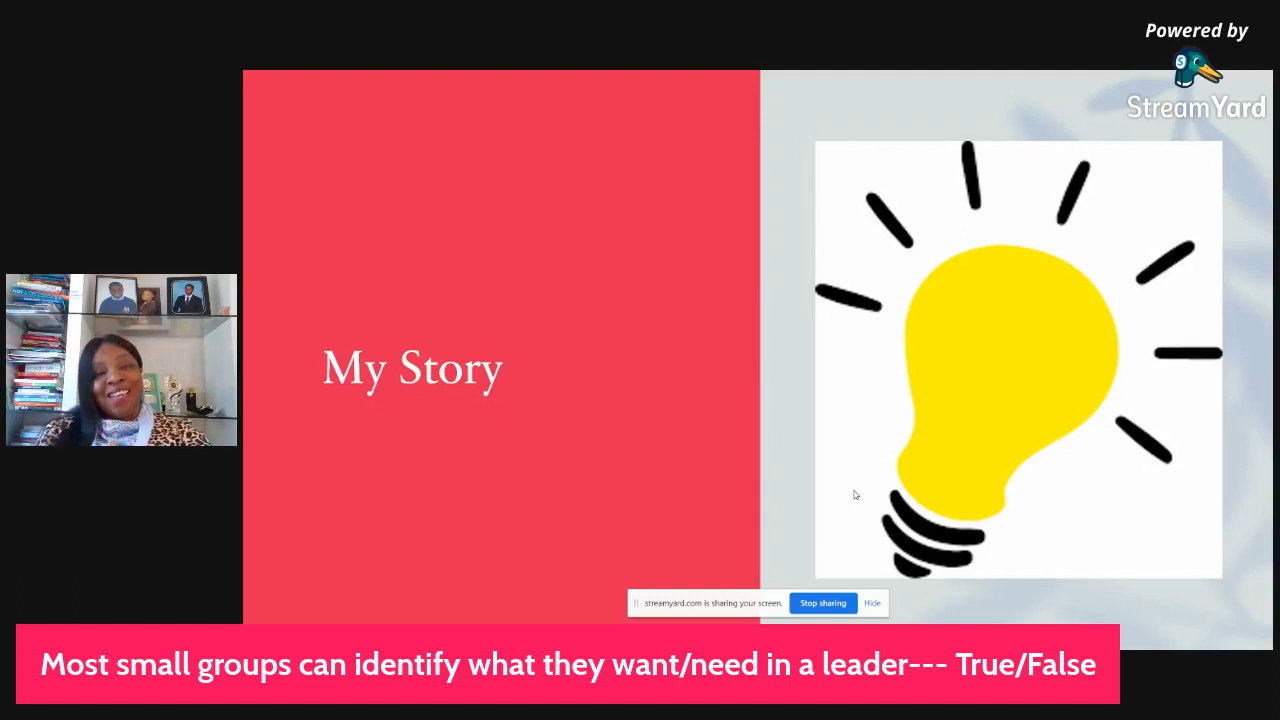 Powered by
StreamYard
My Story
streamyard.com is sharing your screen.
Stop sharing
Hide
Most small groups can identify what they want/need in a leader--- True/False